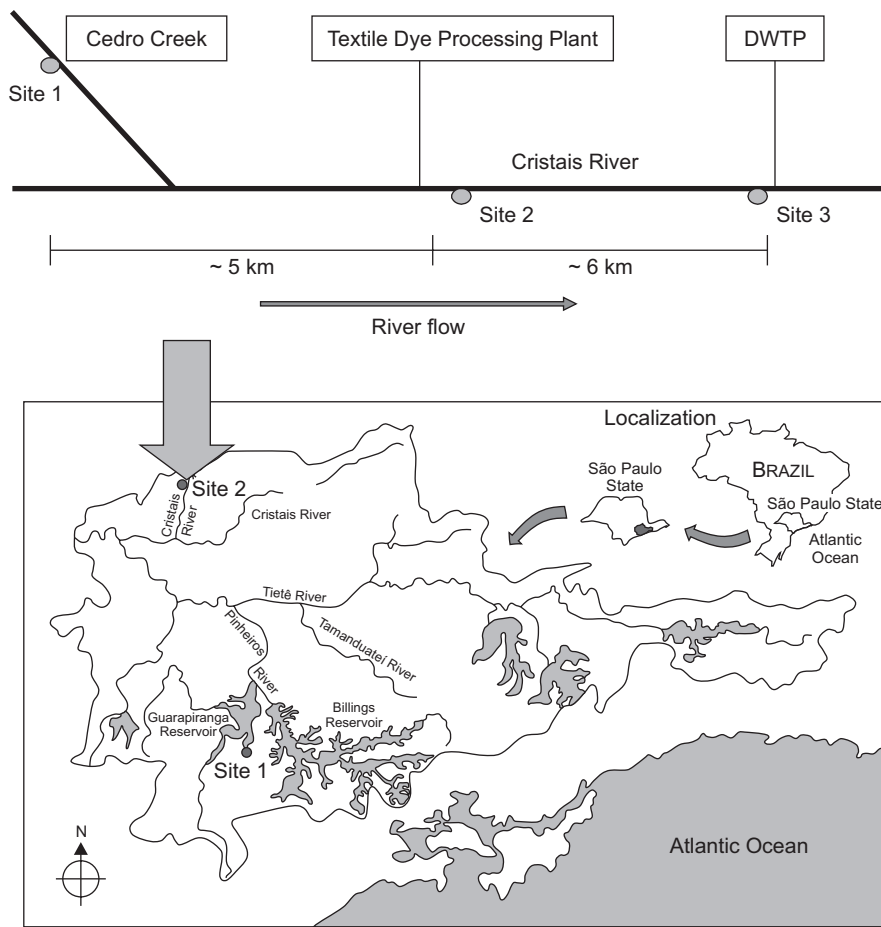 Cedro Creek
Textile Dye Processing Plant
DWTP
Site 1
Cristais River
Site 2
Site 3
~ 5 km
~ 6 km
River flow
Localization
São Paulo
State
BRAZIL
São Paulo State
Atlantic
Ocean
Site 2
Cristais
River
Cristais River
Tietê River
Pinheiros
River
Tamanduateí River
Guarapiranga
Reservoir
Billings
Reservoir
Site 1
N
Atlantic Ocean